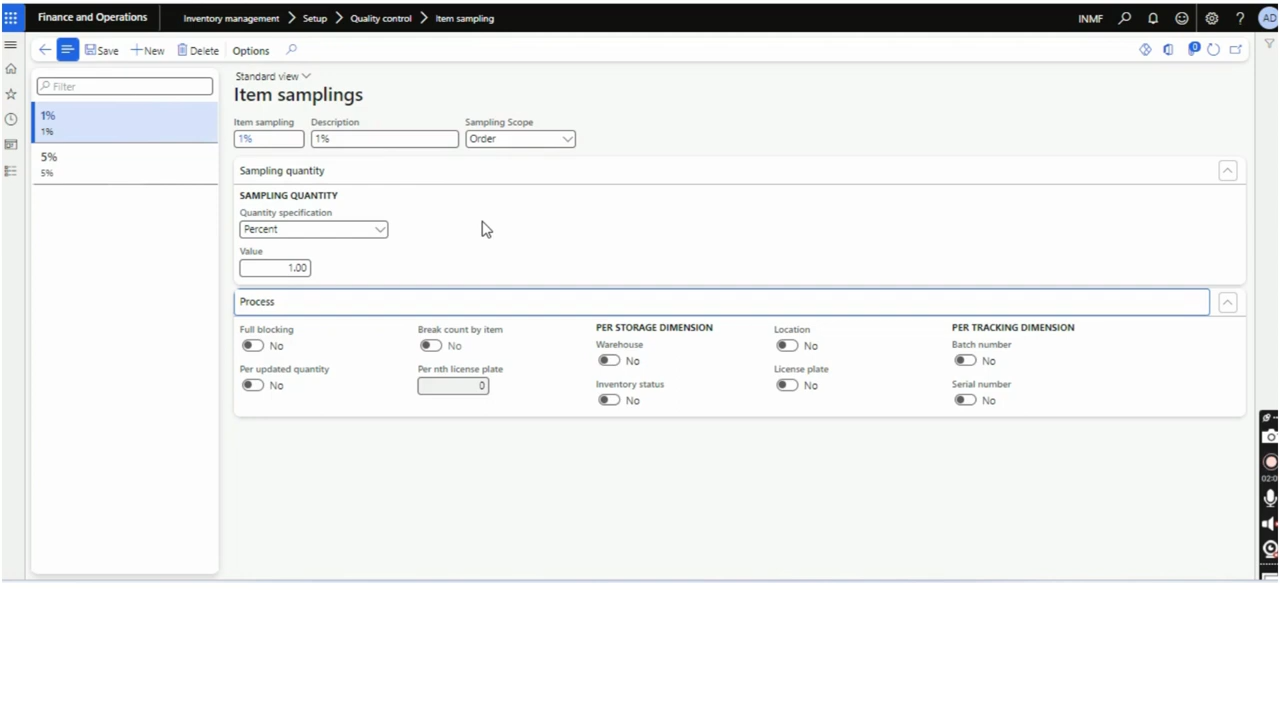 Finance and Operations
Inventory management > Setup > Quality control > Item sampling
INMF
AD
Save
New
Delete
Options
0
Filter
1%
1%
5%
5%
Standard view
Item samplings
Item sampling Description Sampling Scope
1% 1% Order
Sampling quantity
SAMPLING QUANTITY
Quantity specification
Percent
Value
1.00
Process
Full blocking
No
Per updated quantity
No
Break count by item
No
Per nth license plate
0
PER STORAGE DIMENSION
Warehouse
No
Inventory status
No
Location
No
License plate
No
PER TRACKING DIMENSION
Batch number
No
Serial number
No